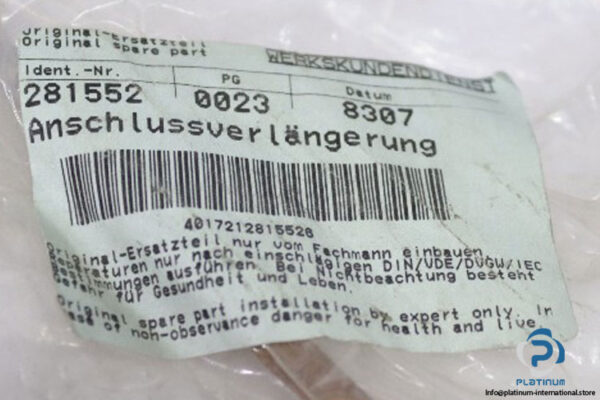 Original-Ersatzteil
Original spare part
WERKSKUNDENDIENST
Ident.-Nr. PG Datum
281552 0023 8307
Anschlussverlängerung
4017212815526
Original-Ersatzteil nur vom Fachmann einbauen
Reparaturen nur nach einschlägigen DIN/VDE/DVGW/IEC
Bestimmungen ausführen. Bei Nichtbeachtung besteht
Gefahr für Gesundheit und Leben.
Original spare part installation by expert only. In
case of non-observance danger for health and live.
PLATINUM
Info@platinum-international.store